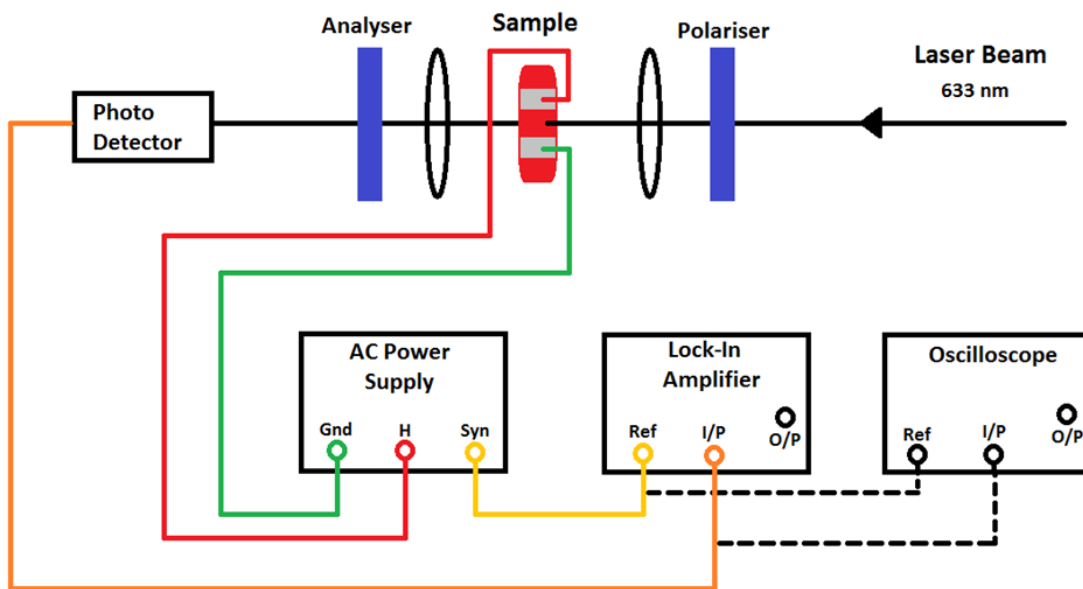 Sample
Analyser
Polariser
Laser Beam
633 nm
Photo
Detector
AC Power
Supply
Gnd
H
Syn
Lock-In
Amplifier
Ref
I/P
O/P
Oscilloscope
Ref
I/P
O/P